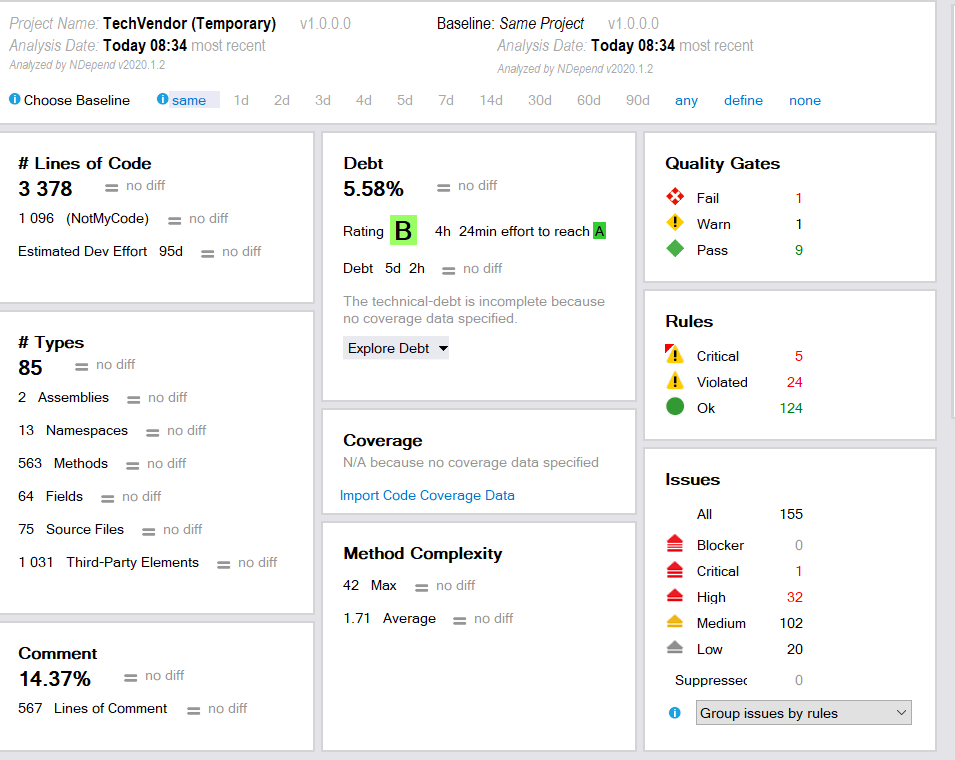 Project Name: TechVendor (Temporary) v1.0.0.0 Baseline: Same Project v1.0.0.0
Analysis Date: Today 08:34 most recent Analysis Date: Today 08:34 most recent
Analyzed by NDepend v2020.1.2 Analyzed by NDepend v2020.1.2
Choose Baseline same 1d 2d 3d 4d 5d 7d 14d 30d 60d 90d any define none
# Lines of Code
3 378 = no diff
1 096 (NotMyCode) = no diff
Estimated Dev Effort 95d = no diff
# Types
85 = no diff
2 Assemblies = no diff
13 Namespaces = no diff
563 Methods = no diff
64 Fields = no diff
75 Source Files = no diff
1 031 Third-Party Elements = no diff
Comment
14.37% = no diff
567 Lines of Comment = no diff
Debt
5.58% = no diff
Rating B 4h 24min effort to reach A
Debt 5d 2h = no diff
The technical-debt is incomplete because
no coverage data specified.
Explore Debt
Coverage
N/A because no coverage data specified
Import Code Coverage Data
Method Complexity
42 Max = no diff
1.71 Average = no diff
Quality Gates
Fail 1
Warn 1
Pass 9
Rules
Critical 5
Violated 24
Ok 124
Issues
All 155
Blocker 0
Critical 1
High 32
Medium 102
Low 20
Suppressed 0
Group issues by rules